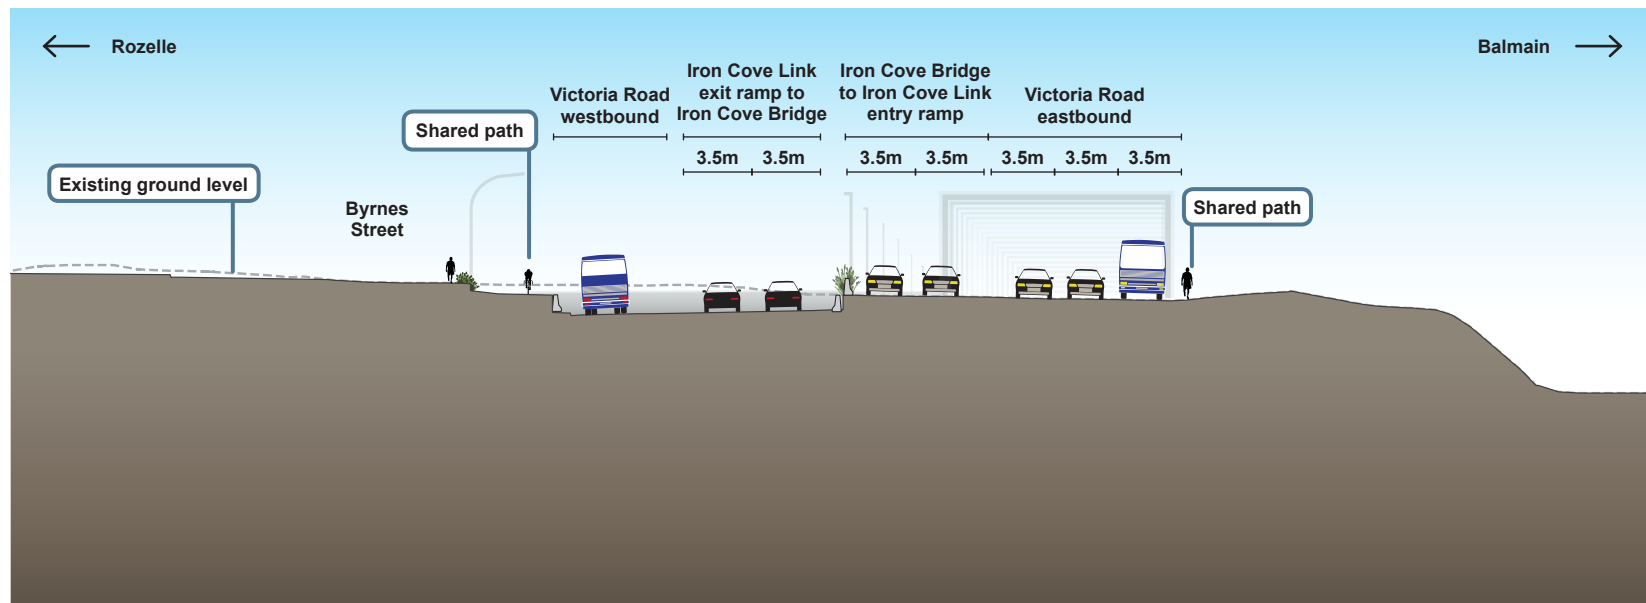 Rozelle
Balmain
Iron Cove Link
exit ramp to
Iron Cove Bridge
Iron Cove Bridge
to Iron Cove Link
entry ramp
Victoria Road
westbound
Victoria Road
eastbound
Shared path
3.5m 3.5m
3.5m 3.5m
3.5m 3.5m 3.5m
Existing ground level
Byrnes
Street
Shared path